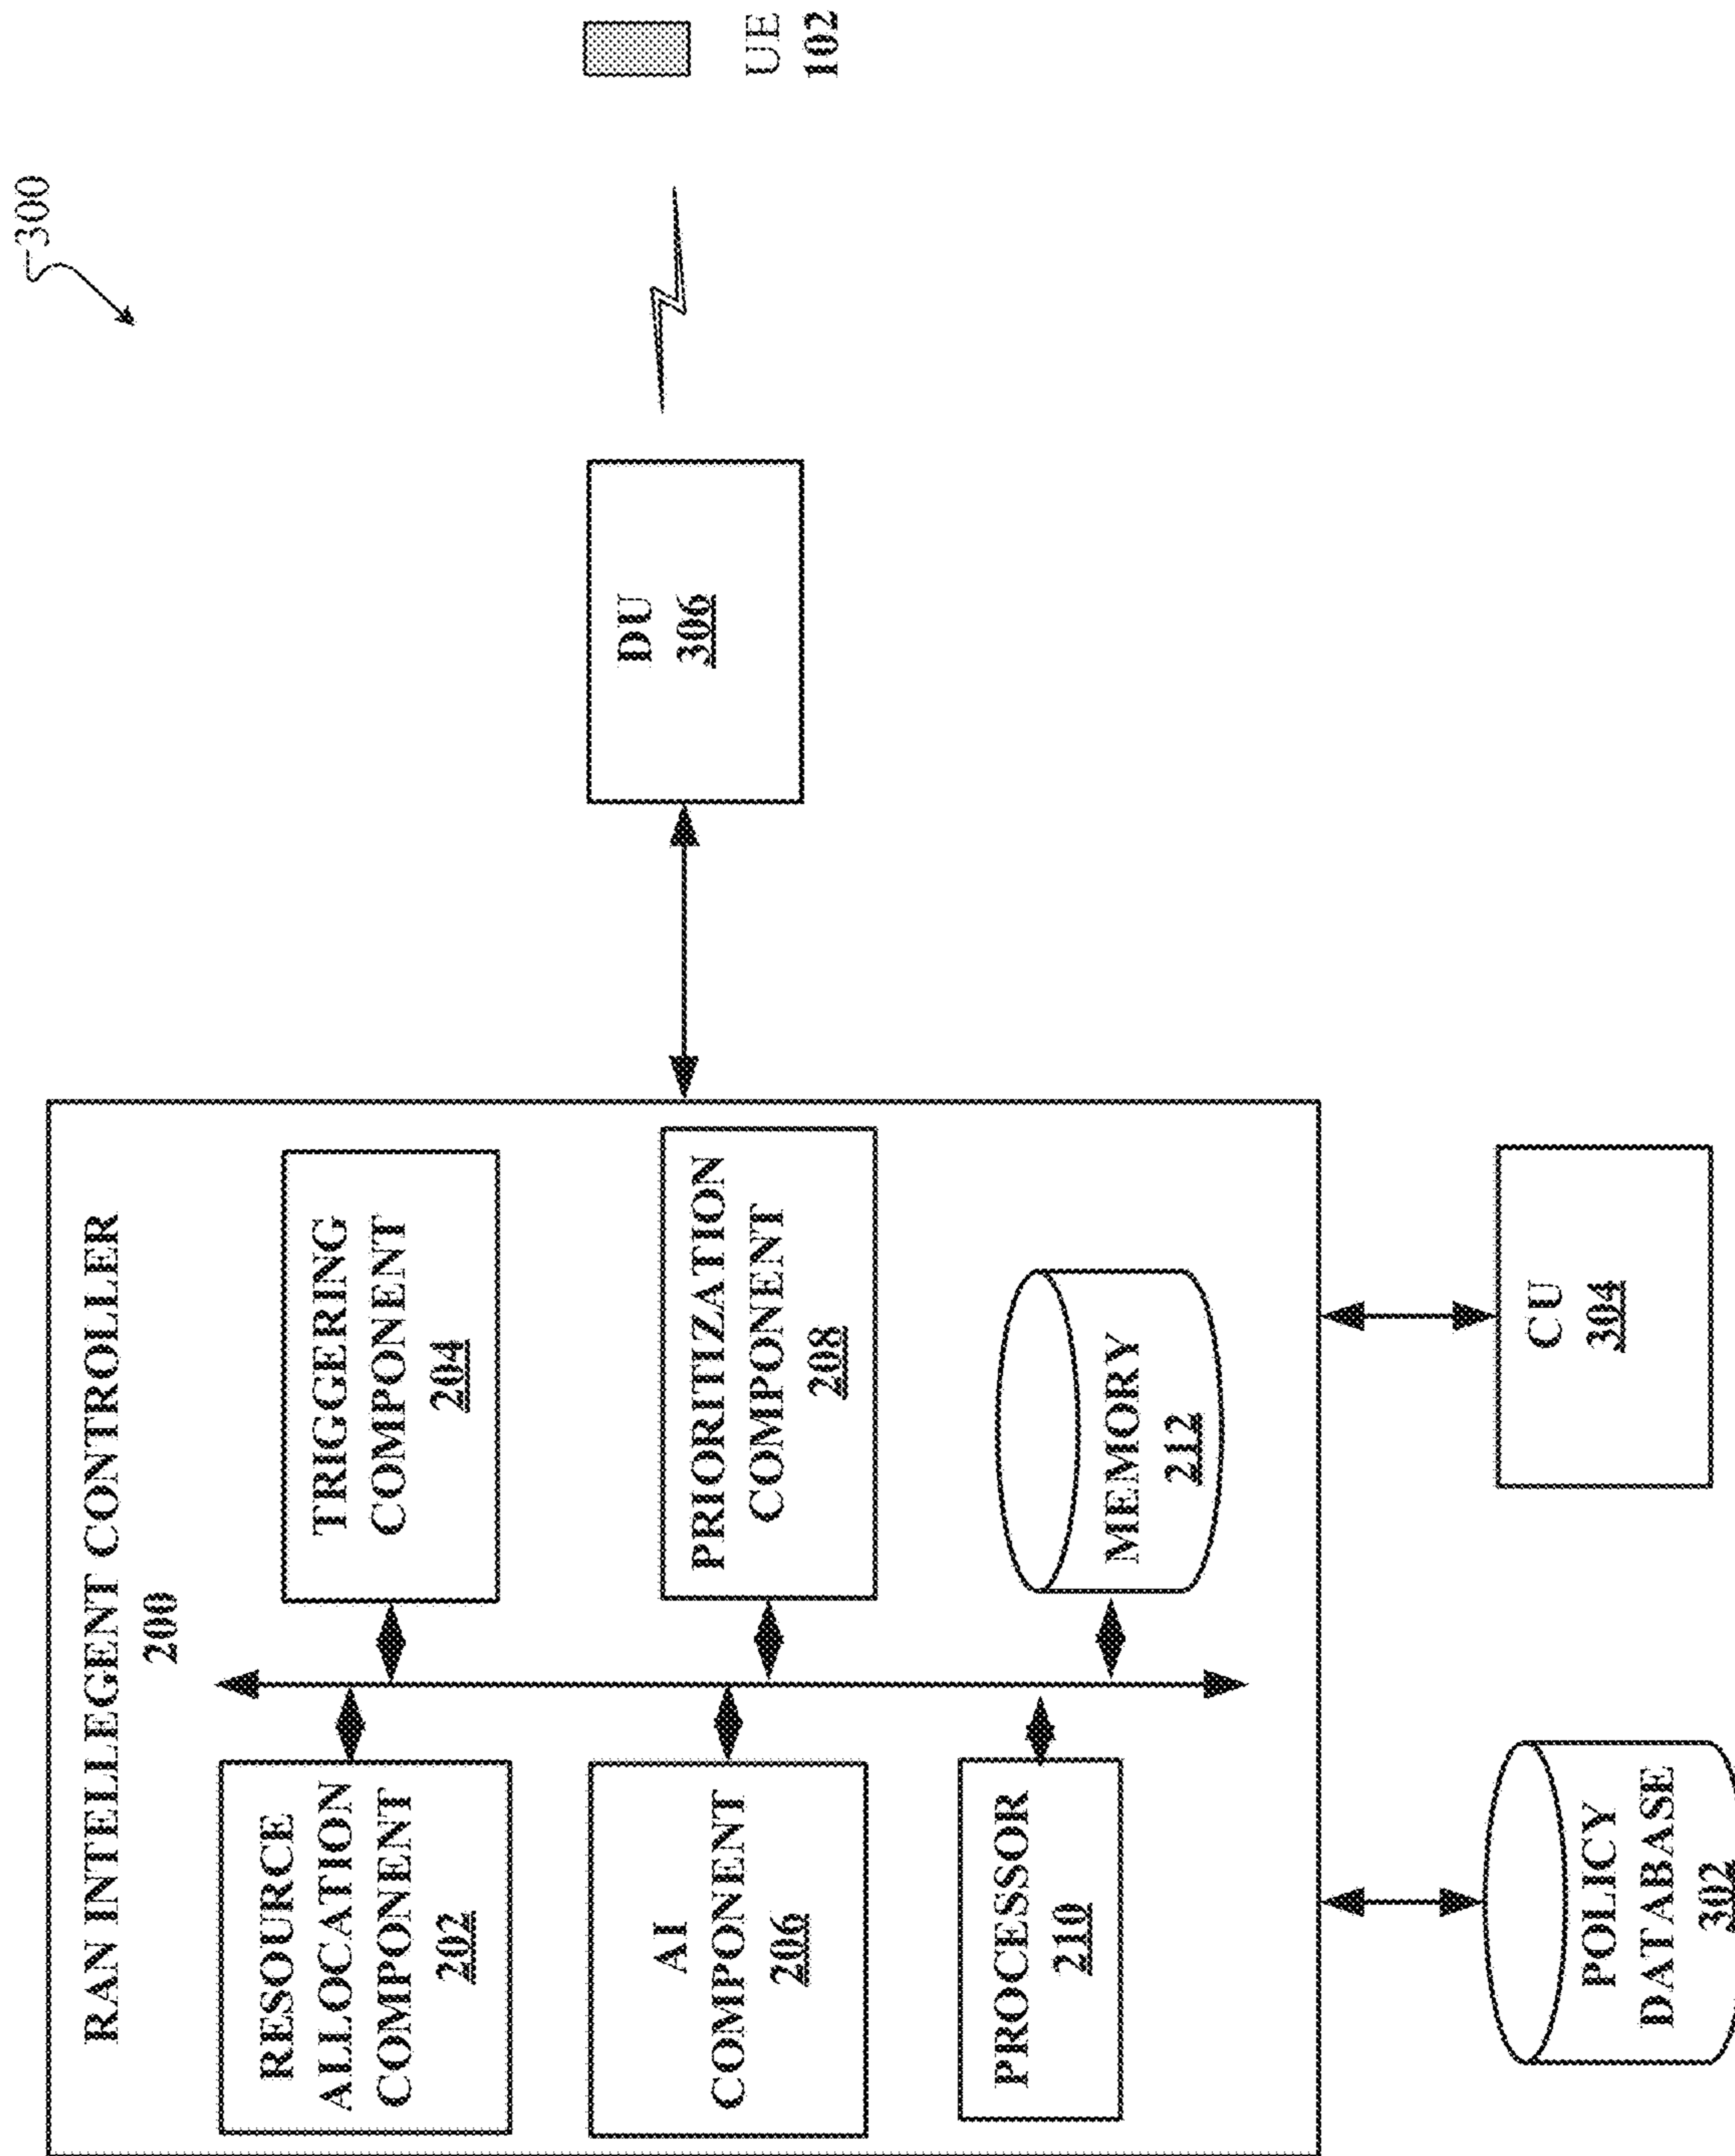 300
RAN INTELLEGENT CONTROLLER
200
RESOURCE
ALLOCATION
COMPONENT
202
TRIGGERING
COMPONENT
204
AI
COMPONENT
206
PRIORITIZATION
COMPONENT
208
PROCESSOR
210
MEMORY
212
DU
306
UE
102
POLICY
DATABASE
302
CU
304